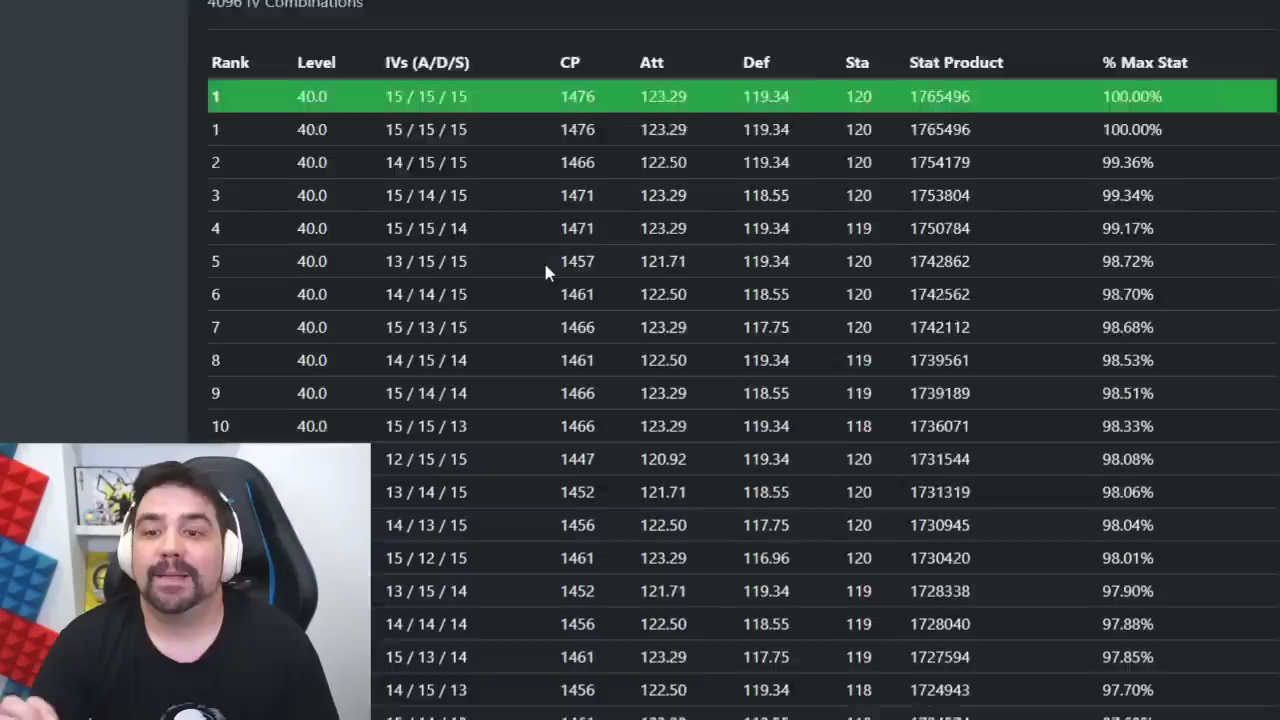 4096 IV Combinations
Rank Level IVs (A/D/S) CP Att Def Sta Stat Product % Max Stat
1 40.0 15 / 15 / 15 1476 123.29 119.34 120 1765496 100.00%
1 40.0 15 / 15 / 15 1476 123.29 119.34 120 1765496 100.00%
2 40.0 14 / 15 / 15 1466 122.50 119.34 120 1754179 99.36%
3 40.0 15 / 14 / 15 1471 123.29 118.55 120 1753804 99.34%
4 40.0 15 / 15 / 14 1471 123.29 119.34 119 1750784 99.17%
5 40.0 13 / 15 / 15 1457 121.71 119.34 120 1742862 98.72%
6 40.0 14 / 14 / 15 1461 122.50 118.55 120 1742562 98.70%
7 40.0 15 / 13 / 15 1466 123.29 117.75 120 1742112 98.68%
8 40.0 14 / 15 / 14 1461 122.50 119.34 119 1739561 98.53%
9 40.0 15 / 14 / 14 1466 123.29 118.55 119 1739189 98.51%
10 40.0 15 / 15 / 13 1466 123.29 119.34 118 1736071 98.33%
12 / 15 / 15 1447 120.92 119.34 120 1731544 98.08%
13 / 14 / 15 1452 121.71 118.55 120 1731319 98.06%
14 / 13 / 15 1456 122.50 117.75 120 1730945 98.04%
15 / 12 / 15 1461 123.29 116.96 120 1730420 98.01%
13 / 15 / 14 1452 121.71 119.34 119 1728338 97.90%
14 / 14 / 14 1456 122.50 118.55 119 1728040 97.88%
15 / 13 / 14 1461 123.29 117.75 119 1727594 97.85%
14 / 15 / 13 1456 122.50 119.34 118 1724943 97.70%